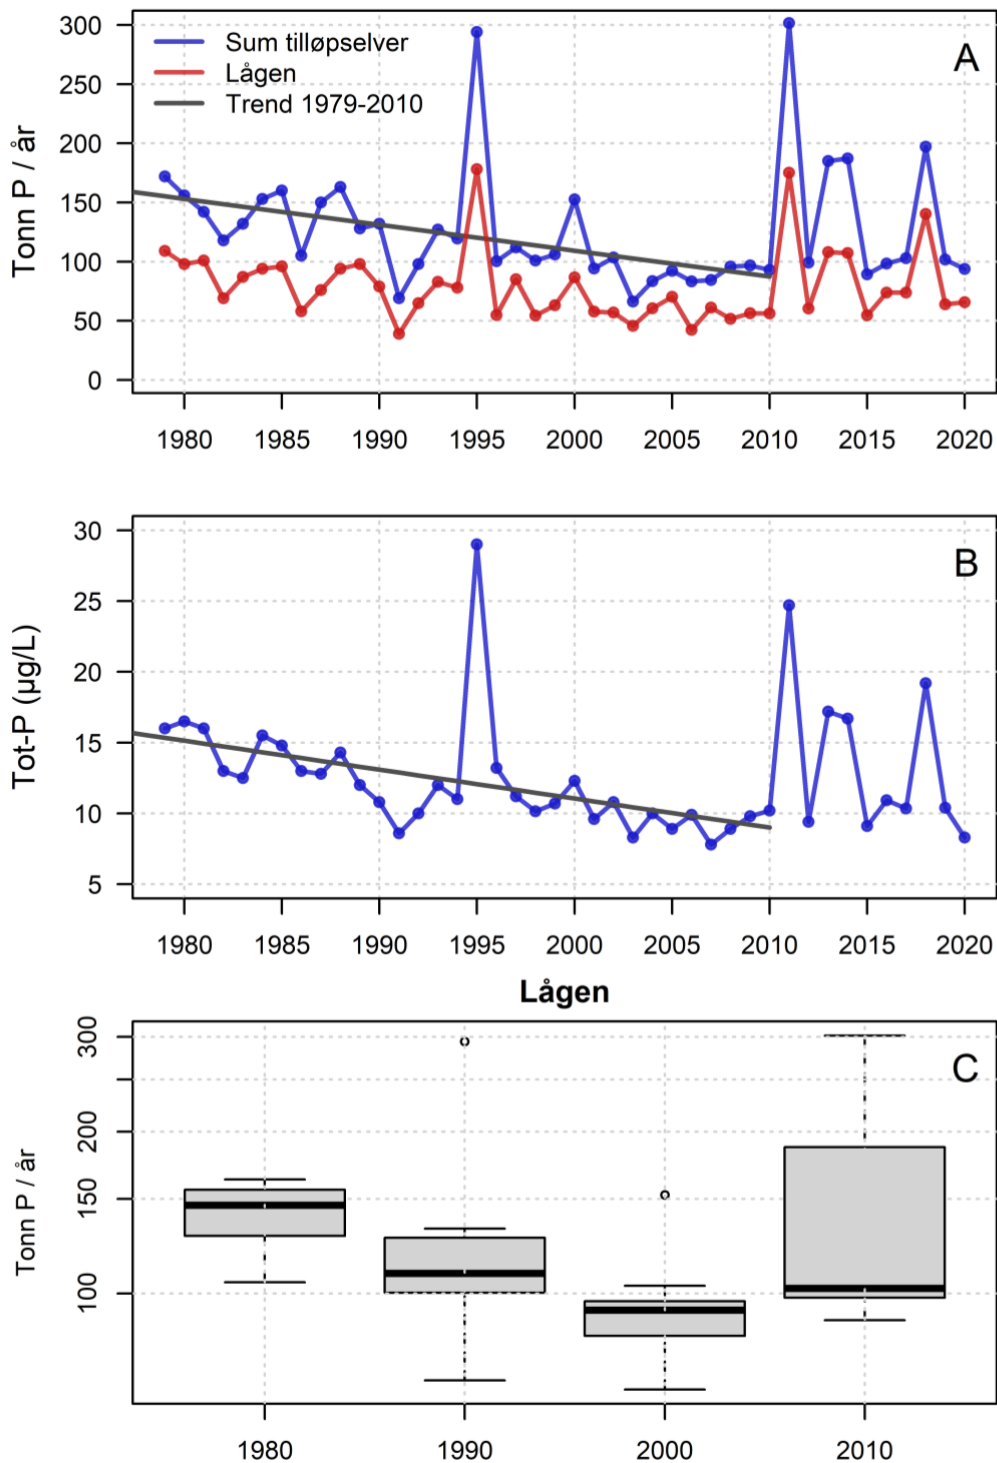 A
Sum tilløpselver
Lågen
Trend 1979-2010
Tonn P / år
300
250
200
150
100
50
0
1980 1985 1990 1995 2000 2005 2010 2015 2020
B
Tot-P (µg/L)
30
25
20
15
10
5
1980 1985 1990 1995 2000 2005 2010 2015 2020
Lågen
C
Tonn P / år
300
200
150
100
1980 1990 2000 2010